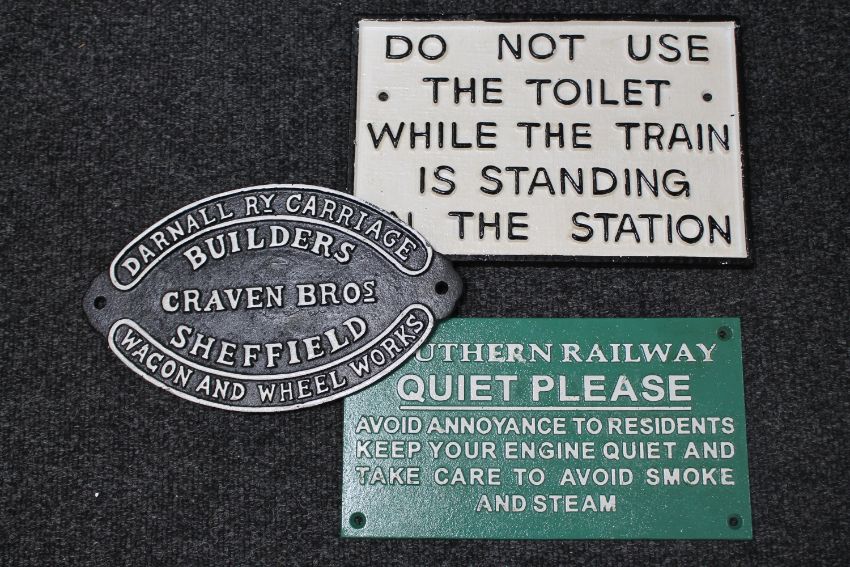 DO NOT USE
THE TOILET
WHILE THE TRAIN
IS STANDING
THE STATION
DARNALL RY CARRIAGE
BUILDERS
CRAVEN BROS
SHEFFIELD
WAGON AND WHEEL WORKS
RAILWAY
QUIET PLEASE
AVOID ANNOYANCE TO RESIDENTS
KEEP YOUR ENGINE QUIET AND
TAKE CARE TO AVOID SMOKE
AND STEAM